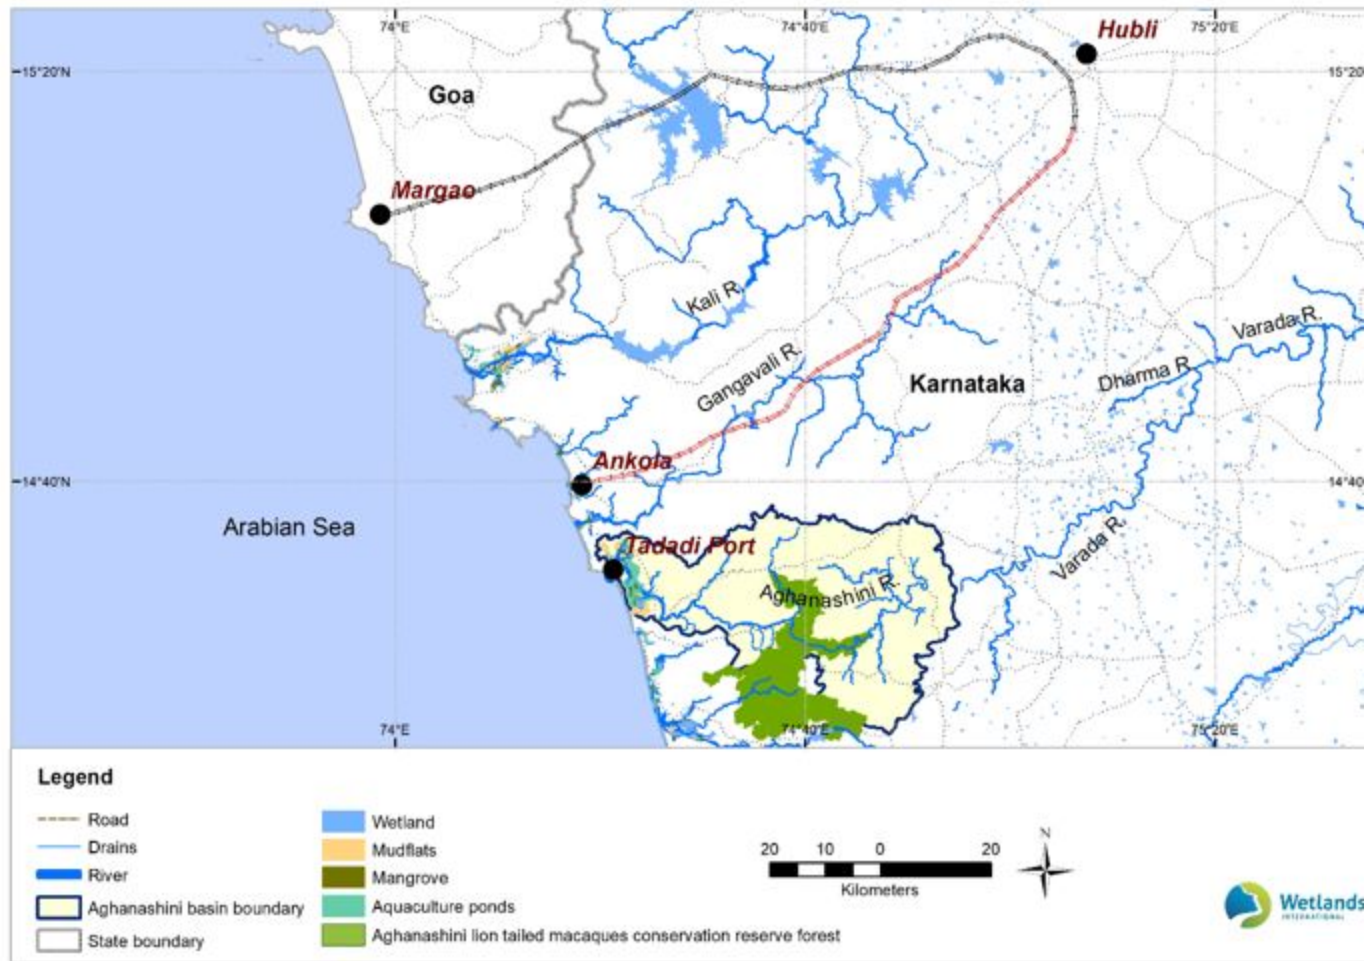 74°E
74°40'E
75°20'E
Hubli
15°20'N
15°20
Goa
Margao
Kali R.
Varada R.
Gangavali R.
Dharma R.
Karnataka
Ankola
14°40'N
14°40
Arabian Sea
Tadadi Port
Varada R.
Aghanashini R.
74°E
74°40'E
75°20'E
Legend
Road
Drains
River
Aghanashini basin boundary
State boundary
Wetland
Mudflats
Mangrove
Aquaculture ponds
Aghanashini lion tailed macaques conservation reserve forest
20 10 0 20
Kilometers
N
Wetlands
INTERNATIONAL